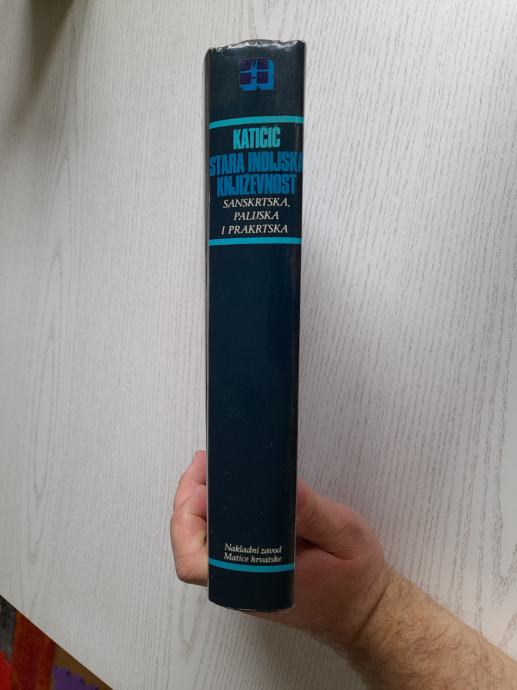 KATIČIĆ
STARA INDIJSKA
KNJIŽEVNOST
SANSKRTSKA,
PALIJSKA
I PRAKRTSKA
Nakladni zavod
Matice hrvatske